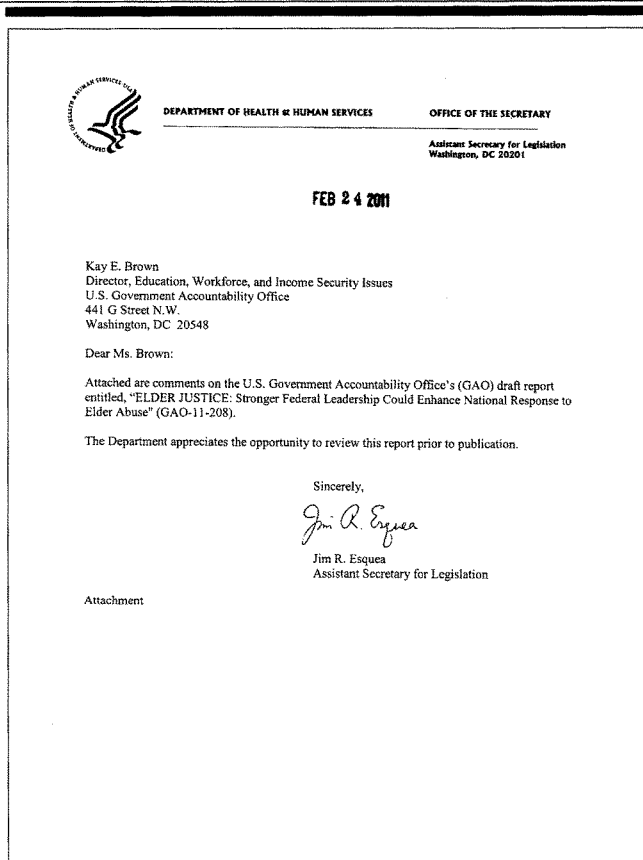 DEPARTMENT OF HEALTH & HUMAN SERVICES
OFFICE OF THE SECRETARY
Assistant Secretary for Legislation
Washington, DC 20201
FEB 24 2011
Kay E. Brown
Director, Education, Workforce, and Income Security Issues
U.S. Government Accountability Office
441 G Street N.W.
Washington, DC 20548
Dear Ms. Brown:
Attached are comments on the U.S. Government Accountability Office's (GAO) draft report
entitled, "ELDER JUSTICE: Stronger Federal Leadership Could Enhance National Response to
Elder Abuse" (GAO-11-208).
The Department appreciates the opportunity to review this report prior to publication.
Sincerely,
Jim R. Esquea
Jim R. Esquea
Assistant Secretary for Legislation
Attachment